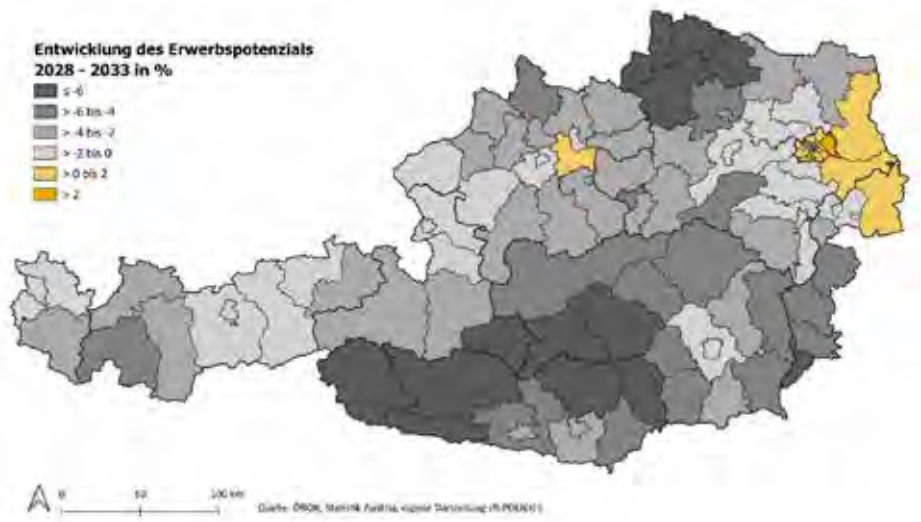 Entwicklung des Erwerbspotenzials
2028 - 2033 in %
≤ -6
> -6 bis -4
> -4 bis -2
> -2 bis 0
> 0 bis 2
> 2
0 50 100 km
Quelle: ÖROK, Statistik Austria, eigene Darstellung